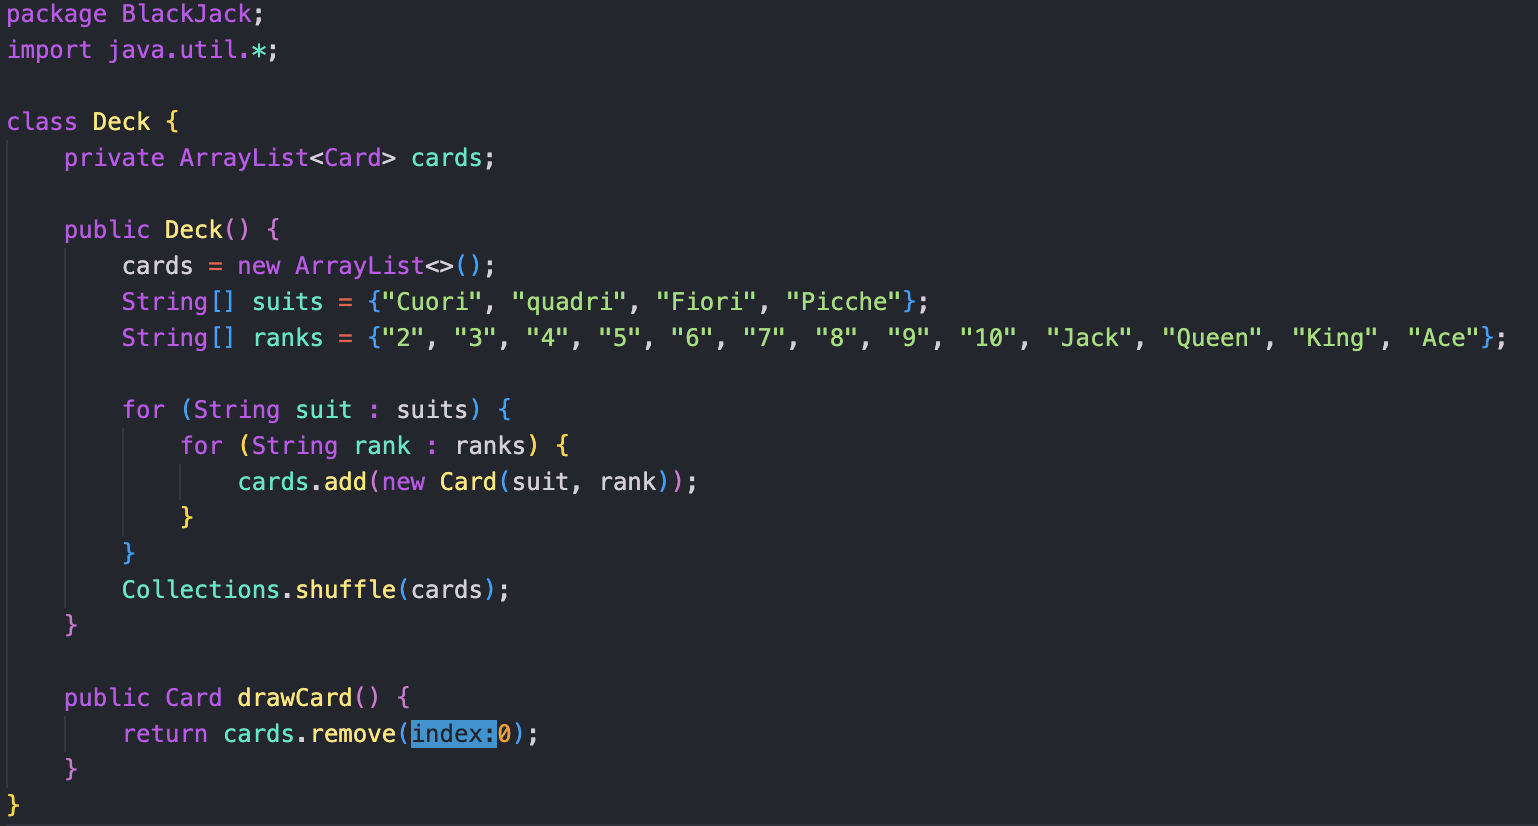 package BlackJack;
import java.util.*;
class Deck {
private ArrayList<Card> cards;
public Deck() {
cards = new ArrayList<>();
String[] suits = {"Cuori", "quadri", "Fiori", "Picche"};
String[] ranks = {"2", "3", "4", "5", "6", "7", "8", "9", "10", "Jack", "Queen", "King", "Ace"};
for (String suit : suits) {
for (String rank : ranks) {
cards.add(new Card(suit, rank));
}
}
Collections.shuffle(cards);
}
public Card drawCard() {
return cards.remove(index:0);
}
}